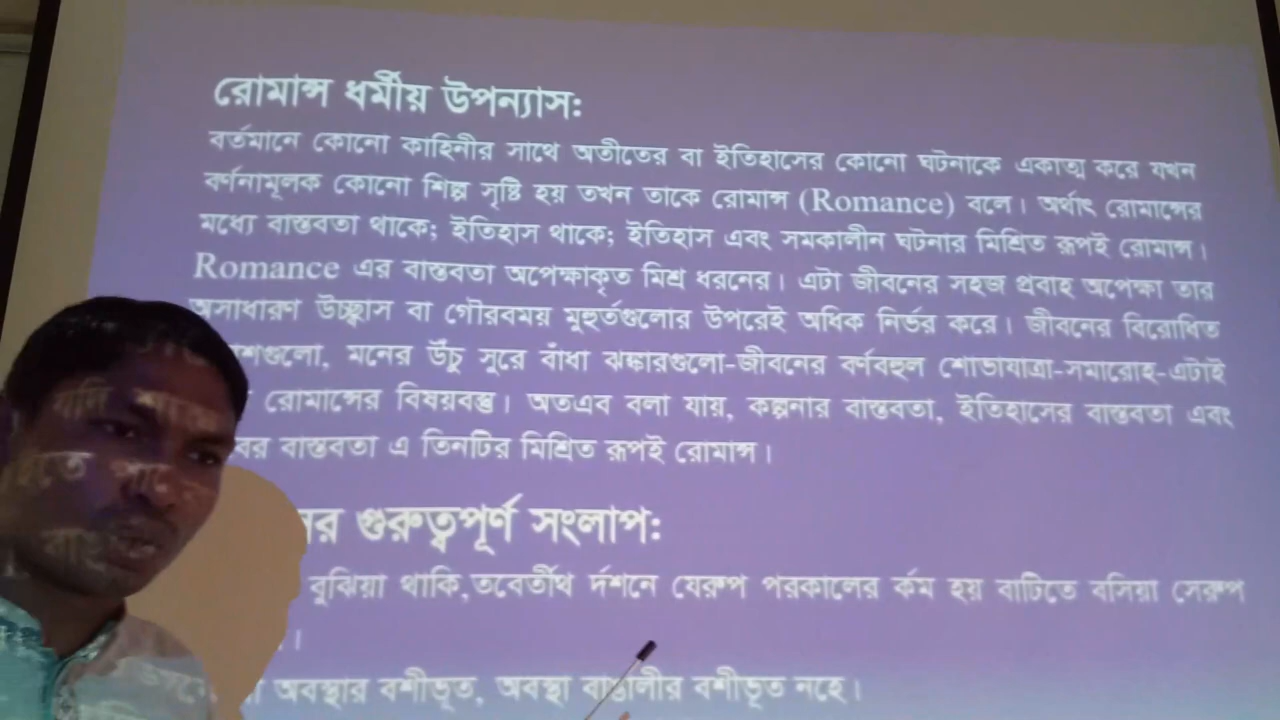 রোমান্স ধর্মীয় উপন্যাস:
বর্তমানে কোনো কাহিনীর সাথে অতীতের বা ইতিহাসের কোনো ঘটনাকে একাত্ম করে যখন
বর্ণনামূলক কোনো শিল্প সৃষ্টি হয় তখন তাকে রোমান্স (Romance) বলে। অর্থাৎ রোমান্সের
মধ্যে বাস্তবতা থাকে; ইতিহাস থাকে; ইতিহাস এবং সমকালীন ঘটনার মিশ্রিত রূপই রোমান্স।
Romance এর বাস্তবতা অপেক্ষাকৃত মিশ্র ধরনের। এটা জীবনের সহজ প্রবাহ অপেক্ষা তার
অসাধারণ উচ্ছ্বাস বা গৌরবময় মুহুর্তগুলোর উপরেই অধিক নির্ভর করে। জীবনের বিরোধিত
শগুলো, মনের উঁচু সুরে বাঁধা ঝঙ্কারগুলো-জীবনের বর্ণবহুল শোভাযাত্রা-সমারোহ-এটাই
রোমান্সের বিষয়বস্তু। অতএব বলা যায়, কল্পনার বাস্তবতা, ইতিহাসের বাস্তবতা এবং
বাস্তবতা এ তিনটির মিশ্রিত রূপই রোমান্স।
গুরুত্বপূর্ণ সংলাপ:
বুঝিয়া থাকি,তবেতীর্থ র্দশনে যেরুপ পরকালের র্কম হয় বাটিতে বসিয়া সেরুপ
।
অবস্থার বশীভূত, অবস্থা বাঙালীর বশীভূত নহে।